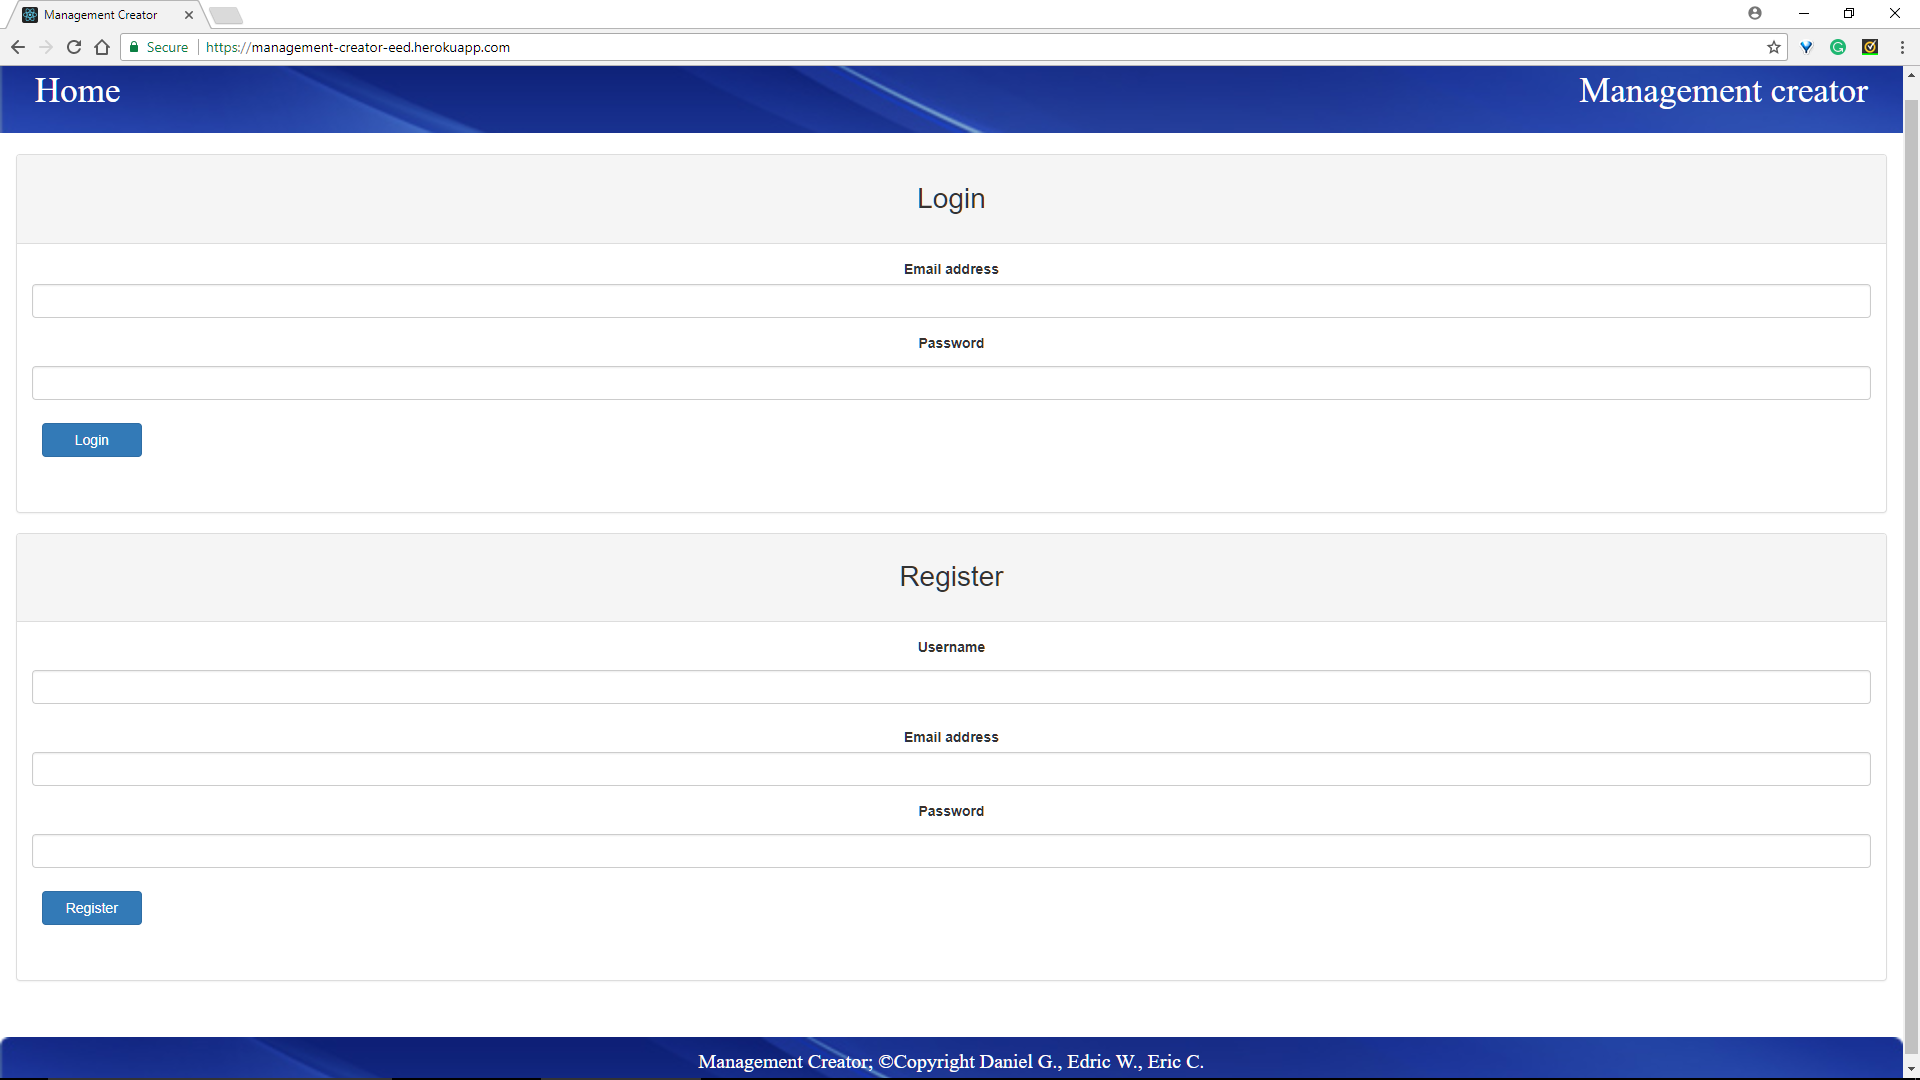 Management Creator
Secure
https://management-creator-eed.herokuapp.com
Home
Management creator
Login
Email address
Password
Login
Register
Username
Email address
Password
Register
Management Creator; ©Copyright Daniel G., Edric W., Eric C.